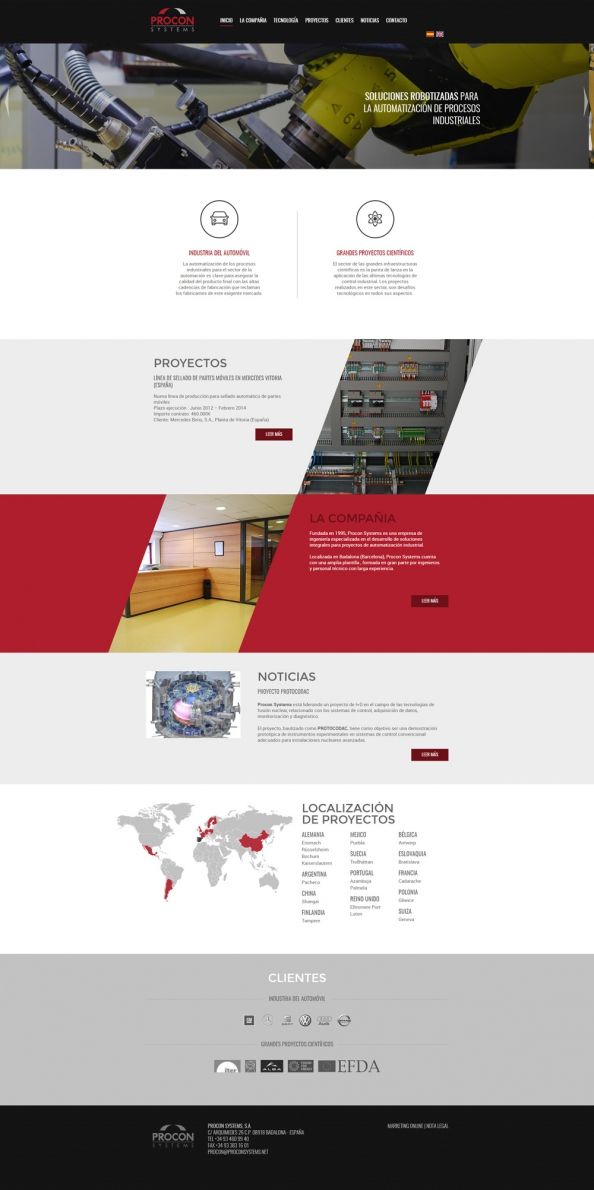 PROCON
SYSTEMS
INICIO LA COMPAÑIA TECNOLOGÍA PROYECTOS CLIENTES NOTICIAS CONTACTO
SOLUCIONES ROBOTIZADAS PARA
LA AUTOMATIZACIÓN DE PROCESOS
INDUSTRIALES
INDUSTRIA DEL AUTOMÓVIL
La automatización de los procesos
industriales para el sector de la
automoción es clave para asegurar la
calidad del producto final con las altas
cadencias de fabricación que reclaman
los fabricantes de este exigente mercado.
GRANDES PROYECTOS CIENTÍFICOS
El sector de las grandes infraestructuras
científicas es la punta de lanza en la
aplicación de las últimas tecnologías de
control industrial. Los proyectos
realizados en este sector, son desafíos
tecnológicos en todos sus aspectos.
PROYECTOS
LÍNEA DE SELLADO DE PARTES MÓVILES EN MERCEDES VITORIA
(ESPAÑA)
Nueva línea de producción para sellado automático de partes
móviles
Plazo ejecución : Junio 2012 – Febrero 2014
Importe contrato: 460.000€
Cliente: Mercedes Benz, S.A., Planta de Vitoria (España)
LEER MÁS
LA COMPAÑIA
Fundada en 1995, Procon Systems es una empresa de
ingeniería especializada en el desarrollo de soluciones
integrales para proyectos de automatización industrial.
Localizada en Badalona (Barcelona), Procon Systems cuenta
con una amplia plantilla , formada en gran parte por ingenieros
y personal técnico con larga experiencia.
LEER MÁS
NOTICIAS
PROYECTO PROTOCODAC
Procon Systems está liderando un proyecto de I+D en el campo de las tecnologías de
fusión nuclear, relacionado con los sistemas de control, adquisición de datos,
monitorización y diagnóstico.
El proyecto, bautizado como PROTOCODAC, tiene como objetivo ser una demostración
prototípica de instrumentos experimentales en sistemas de control convencional
adecuados para instalaciones nucleares avanzadas.
LEER MÁS
LOCALIZACIÓN
DE PROYECTOS
ALEMANIA
Eisenach
Rüsselsheim
Bochum
Kaiserslautern
ARGENTINA
Pacheco
CHINA
Shangai
FINLANDIA
Tampere
MEJICO
Puebla
SUECIA
Trollhättan
PORTUGAL
Azambuja
Palmela
REINO UNIDO
Ellesmere Port
Luton
BÉLGICA
Antwerp
ESLOVAQUIA
Bratislava
FRANCIA
Cadarache
POLONIA
Gliwice
SUIZA
Geneva
CLIENTES
INDUSTRIA DEL AUTOMÓVIL
GM
SEAT
Audi
GRANDES PROYECTOS CIENTÍFICOS
iter
ALBA
EFDA
PROCON
SYSTEMS
PROCON SYSTEMS, S.A
C/ ARQUIMEDES 26 C.P. 08918 BADALONA - ESPAÑA
TEL +34 93 460 99 40
FAX +34 93 383 16 01
PROCON@PROCONSYSTEMS.NET
MARKETING ONLINE | NOTA LEGAL